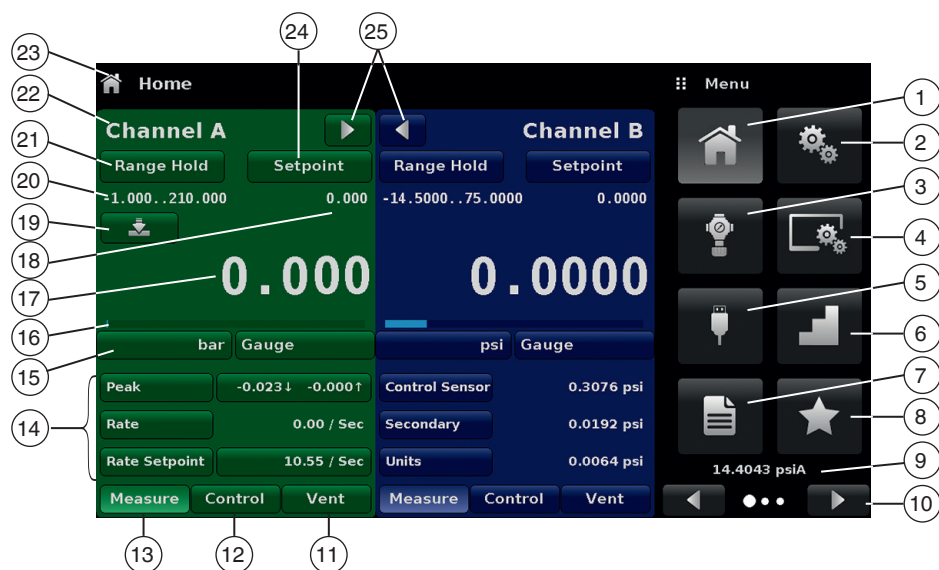 24
25
23
Home
Menu
22
1
Channel A
Channel B
2
21
Range Hold
Setpoint
Range Hold
Setpoint
3
20
-1.000..210.000
0.000
-14.5000..75.0000
0.0000
19
4
18
0.000
0.0000
17
5
16
6
bar
Gauge
psi
Gauge
15
7
Peak
-0.023↓ -0.000↑
Control Sensor
0.3076 psi
14
Rate
0.00 / Sec
Secondary
0.0192 psi
8
Rate Setpoint
10.55 / Sec
Units
0.0064 psi
14.4043 psiA
9
Measure
Control
Vent
Measure
Control
Vent
10
13
12
11